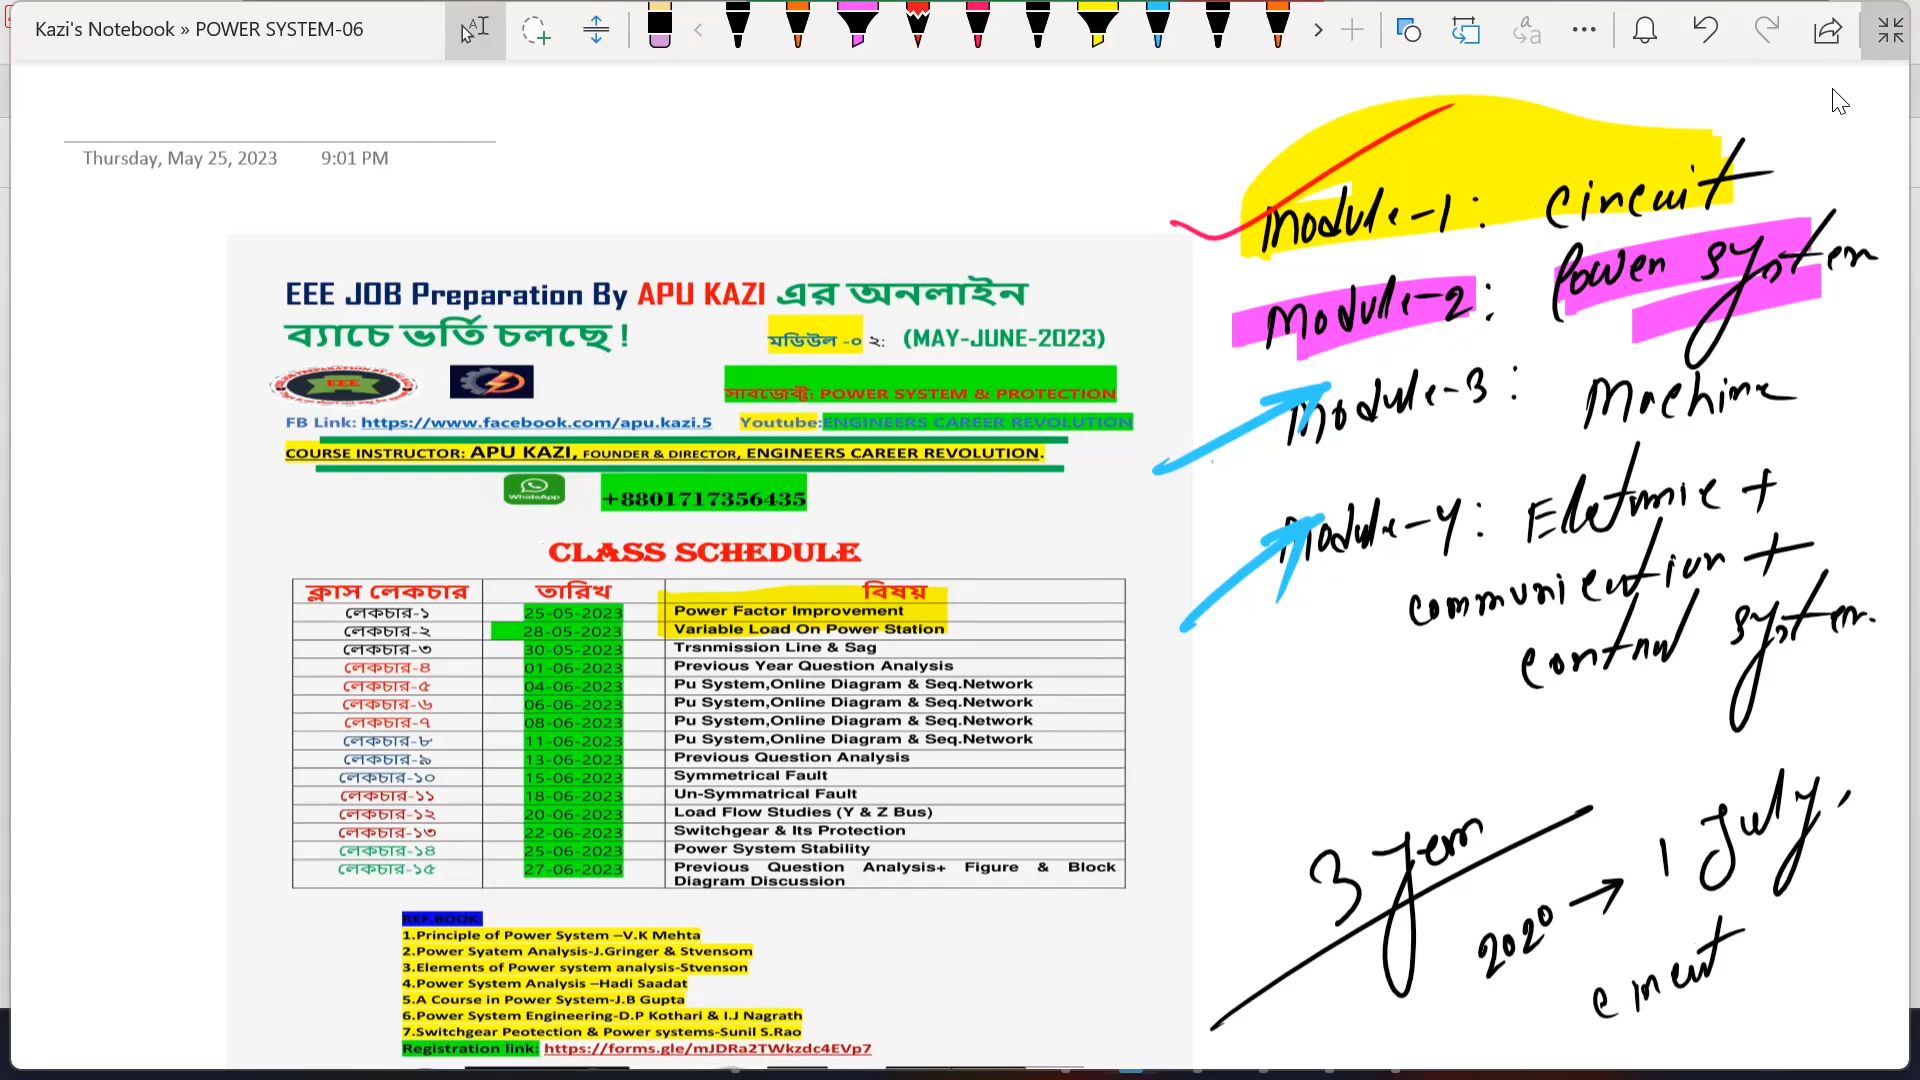 Kazi's Notebook » POWER SYSTEM-06
Thursday, May 25, 2023 9:01 PM
EEE JOB Preparation By APU KAZI এর অনলাইন
ব্যাচে ভর্তি চলছে !
মডিউল -০ ২: (MAY-JUNE-2023)
EEE
সাবজেক্ট: POWER SYSTEM & PROTECTION
FB Link: https://www.facebook.com/apu.kazi.5 Youtube:ENGINEERS CAREER REVOLUTION
COURSE INSTRUCTOR: APU KAZI, FOUNDER & DIRECTOR, ENGINEERS CAREER REVOLUTION.
WhatsApp
+8801717356435
CLASS SCHEDULE
ক্লাস লেকচার তারিখ বিষয়
লেকচার-১ 25-05-2023 Power Factor Improvement
লেকচার-২ 28-05-2023 Variable Load On Power Station
লেকচার-৩ 30-05-2023 Trsnmission Line & Sag
লেকচার-৪ 01-06-2023 Previous Year Question Analysis
লেকচার-৫ 04-06-2023 Pu System,Online Diagram & Seq.Network
লেকচার-৬ 06-06-2023 Pu System,Online Diagram & Seq.Network
লেকচার-৭ 08-06-2023 Pu System,Online Diagram & Seq.Network
লেকচার-৮ 11-06-2023 Pu System,Online Diagram & Seq.Network
লেকচার-৯ 13-06-2023 Previous Question Analysis
লেকচার-১০ 15-06-2023 Symmetrical Fault
লেকচার-১১ 18-06-2023 Un-Symmatrical Fault
লেকচার-১২ 20-06-2023 Load Flow Studies (Y & Z Bus)
লেকচার-১৩ 22-06-2023 Switchgear & Its Protection
লেকচার-১৪ 25-06-2023 Power System Stability
লেকচার-১৫ 27-06-2023 Previous Question Analysis+ Figure & Block
Diagram Discussion
REF.BOOK:
1.Principle of Power System –V.K Mehta
2.Power Syatem Analysis-J.Gringer & Stvensom
3.Elements of Power system analysis-Stvenson
4.Power System Analysis –Hadi Saadat
5.A Course in Power System-J.B Gupta
6.Power System Engineering-D.P Kothari & I.J Nagrath
7.Switchgear Peotection & Power systems-Sunil S.Rao
Registration link: https://forms.gle/mJDRa2TWkzdc4EVp7
Module-1: Circuit
Module-2: Power System
Module-3: Machine
Module-4: Eletronic +
communication +
control system.
3 year
2020 → 1 July,
circuit